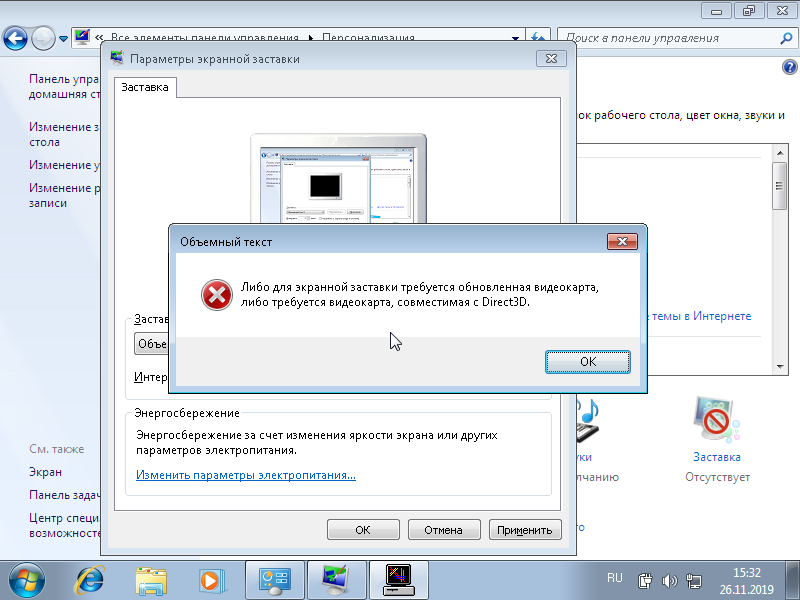 « Все элементы панели управления ▸ Персонализация
Поиск в панели управления
Параметры экранной заставки
Заставка
Панель упра
домашняя ст
Изменение з
стола
Изменение у
Изменение р
записи
ок рабочего стола, цвет окна, звуки и
Объемный текст
Либо для экранной заставки требуется обновленная видеокарта,
либо требуется видеокарта, совместимая с Direct3D.
OK
Застав
Объе
Интер
е темы в Интернете
Энергосбережение
Энергосбережение за счет изменения яркости экрана или других
параметров электропитания.
Изменить параметры электропитания...
ОК
Отмена
Применить
уки
лчанию
Заставка
Отсутствует
См. также
Экран
Панель задач
Центр специ
возможносте
RU
15:32
26.11.2019